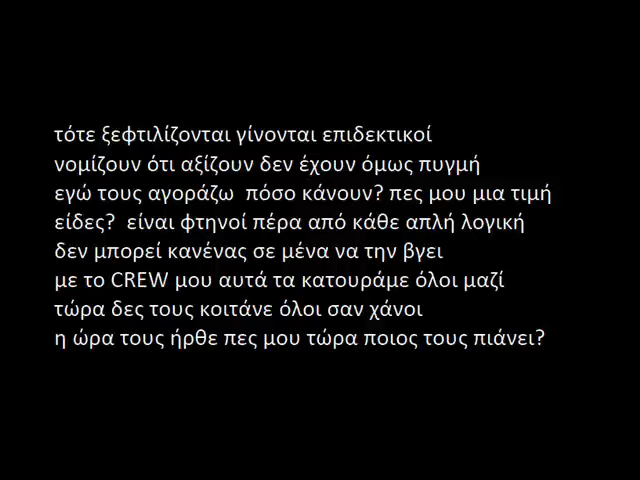 τότε ξεφτιλίζονται γίνονται επιδεκτικοί
νομίζουν ότι αξίζουν δεν έχουν όμως πυγμή
εγώ τους αγοράζω  πόσο κάνουν? πες μου μια τιμή
είδες?  είναι φτηνοί πέρα από κάθε απλή λογική
δεν μπορεί κανένας σε μένα να την βγει
με το CREW μου αυτά τα κατουράμε όλοι μαζί
τώρα δες τους κοιτάνε όλοι σαν χάνοι
η ώρα τους ήρθε πες μου τώρα ποιος τους πιάνει?